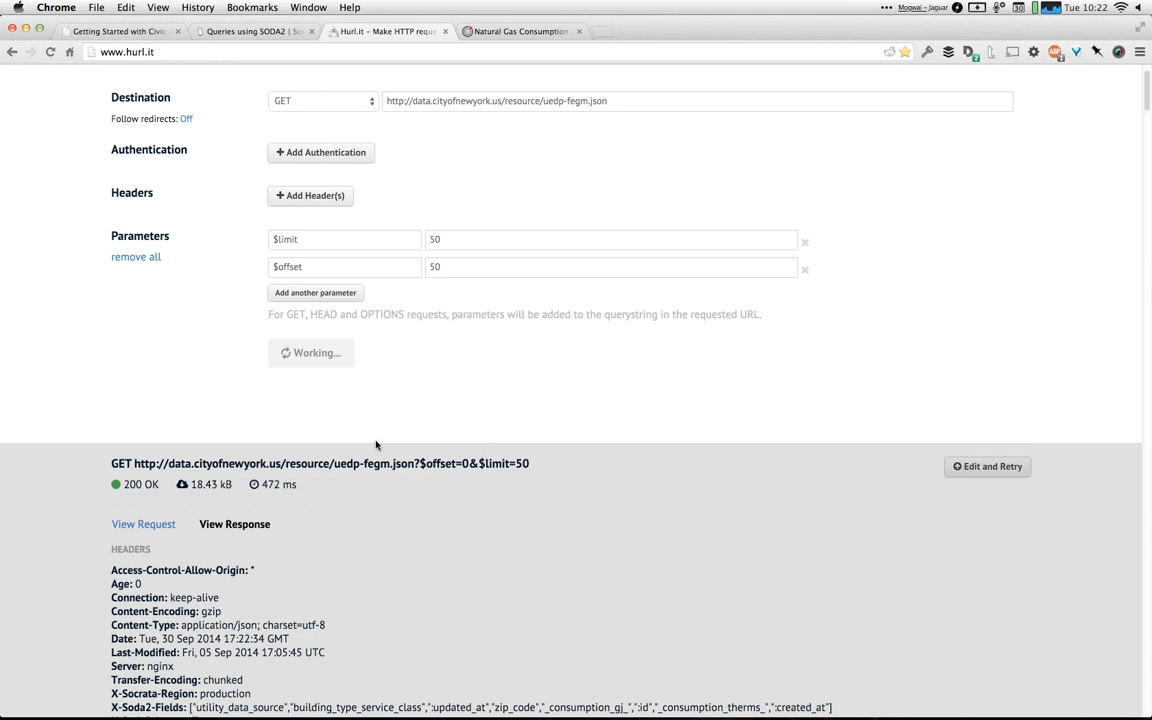 Chrome File Edit View History Bookmarks Window Help Mogwai – Jaguar 30 Tue 10:22
Getting Started with Civic Queries using SODA2 | So Hurl.it – Make HTTP reque Natural Gas Consumption
www.hurl.it
Destination GET http://data.cityofnewyork.us/resource/uedp-fegm.json
Follow redirects: Off
Authentication + Add Authentication
Headers + Add Header(s)
Parameters $limit 50
remove all
$offset 50
Add another parameter
For GET, HEAD and OPTIONS requests, parameters will be added to the querystring in the requested URL.
Working...
GET http://data.cityofnewyork.us/resource/uedp-fegm.json?$offset=0&$limit=50 Edit and Retry
200 OK 18.43 kB 472 ms
View Request View Response
HEADERS
Access-Control-Allow-Origin: *
Age: 0
Connection: keep-alive
Content-Encoding: gzip
Content-Type: application/json; charset=utf-8
Date: Tue, 30 Sep 2014 17:22:34 GMT
Last-Modified: Fri, 05 Sep 2014 17:05:45 UTC
Server: nginx
Transfer-Encoding: chunked
X-Socrata-Region: production
X-Soda2-Fields: ["utility_data_source","building_type_service_class",":updated_at","zip_code","_consumption_gj_",":id","_consumption_therms_",":created_at"]